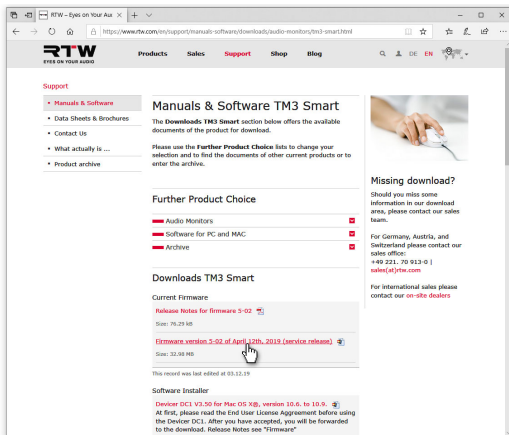 RTW – Eyes on Your Au
https://www.rtw.com/en/support/manuals-software/downloads/audio-monitors/tm3-smart.html
RTW
EYES ON YOUR AUDIO
Products Sales Support Shop Blog DE EN
Support
Manuals & Software
Data Sheets & Brochures
Contact Us
What actually is ...
Product archive
Manuals & Software TM3 Smart
The Downloads TM3 Smart section below offers the available
documents of the product for download.
Please use the Further Product Choice lists to change your
selection and to find the documents of other current products or to
enter the archive.
Further Product Choice
Audio Monitors
Software for PC and MAC
Archive
Downloads TM3 Smart
Current Firmware
Release Notes for firmware 5-02
Size: 76.29 kB
Firmware version 5-02 of April 12th, 2019 (service release)
Size: 32.98 MB
This record was last edited at 03.12.19
Software Installer
Devicer DC1 V3.50 for Mac OS X®, version 10.6. to 10.9.
At first, please read the End User License Aggreement before using
the Devicer DC1. After you have accepted, you will be forwarded
to the download. Release Notes see "Firmware"
Missing download?
Should you miss some
information in our download
area, please contact our sales
team.
For Germany, Austria, and
Switzerland please contact our
sales office:
+49 221. 70 913-0 |
sales(at)rtw.com
For international sales please
contact our on-site dealers